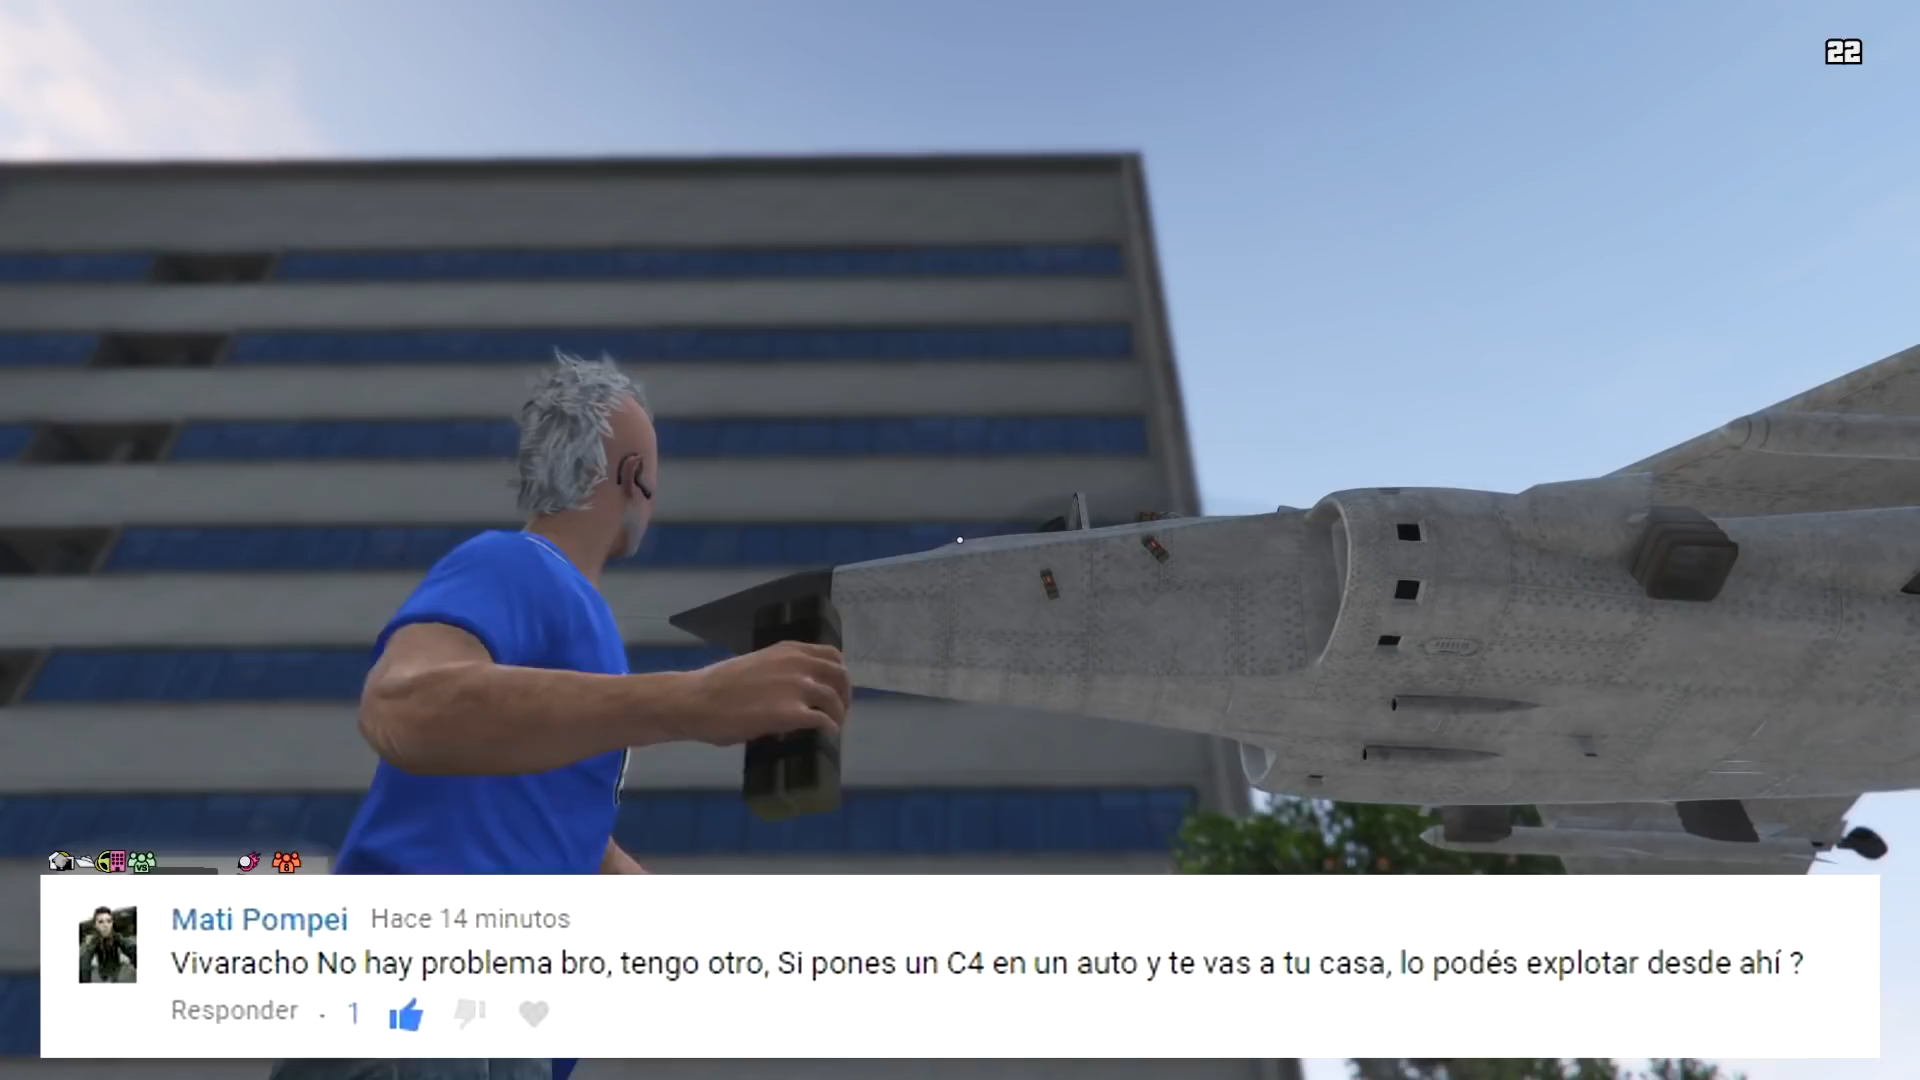 22
Mati Pompei Hace 14 minutos
Vivaracho No hay problema bro, tengo otro, Si pones un C4 en un auto y te vas a tu casa, lo podés explotar desde ahí ?
Responder · 1